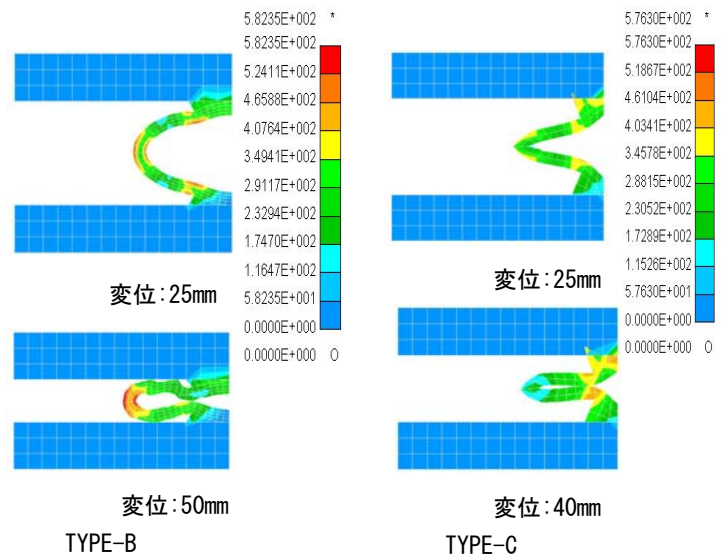 5.8235E+002 *
5.8235E+002
5.2411E+002
4.6588E+002
4.0764E+002
3.4941E+002
2.9117E+002
2.3294E+002
1.7470E+002
1.1647E+002
5.8235E+001
0.0000E+000
0.0000E+000 O
変位:25mm
変位:50mm
TYPE-B
5.7630E+002 *
5.7630E+002
5.1867E+002
4.6104E+002
4.0341E+002
3.4578E+002
2.8815E+002
2.3052E+002
1.7289E+002
1.1526E+002
5.7630E+001
0.0000E+000
0.0000E+000 O
変位:25mm
変位:40mm
TYPE-C